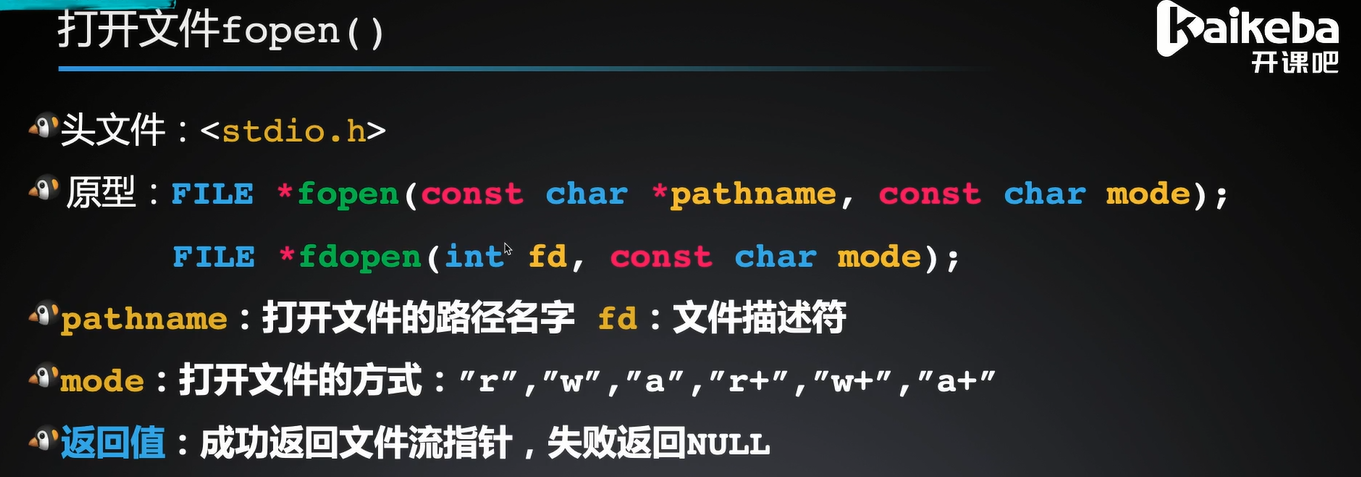 打开文件fopen()
Kaikeba
开课吧
头文件：<stdio.h>
原型：FILE *fopen(const char *pathname, const char mode);
FILE *fdopen(int fd, const char mode);
pathname：打开文件的路径名字 fd：文件描述符
mode：打开文件的方式：”r”,”w”,”a”,”r+”,”w+”,”a+”
返回值：成功返回文件流指针，失败返回NULL